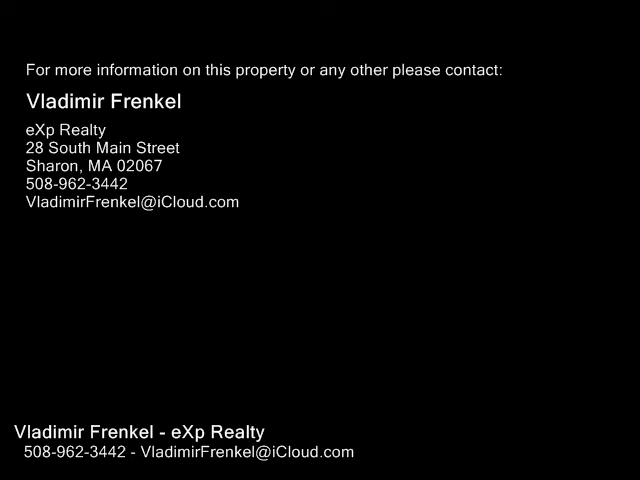 For more information on this property or any other please contact:
Vladimir Frenkel
eXp Realty
28 South Main Street
Sharon, MA 02067
508-962-3442
VladimirFrenkel@iCloud.com
Vladimir Frenkel - eXp Realty
508-962-3442 - VladimirFrenkel@iCloud.com